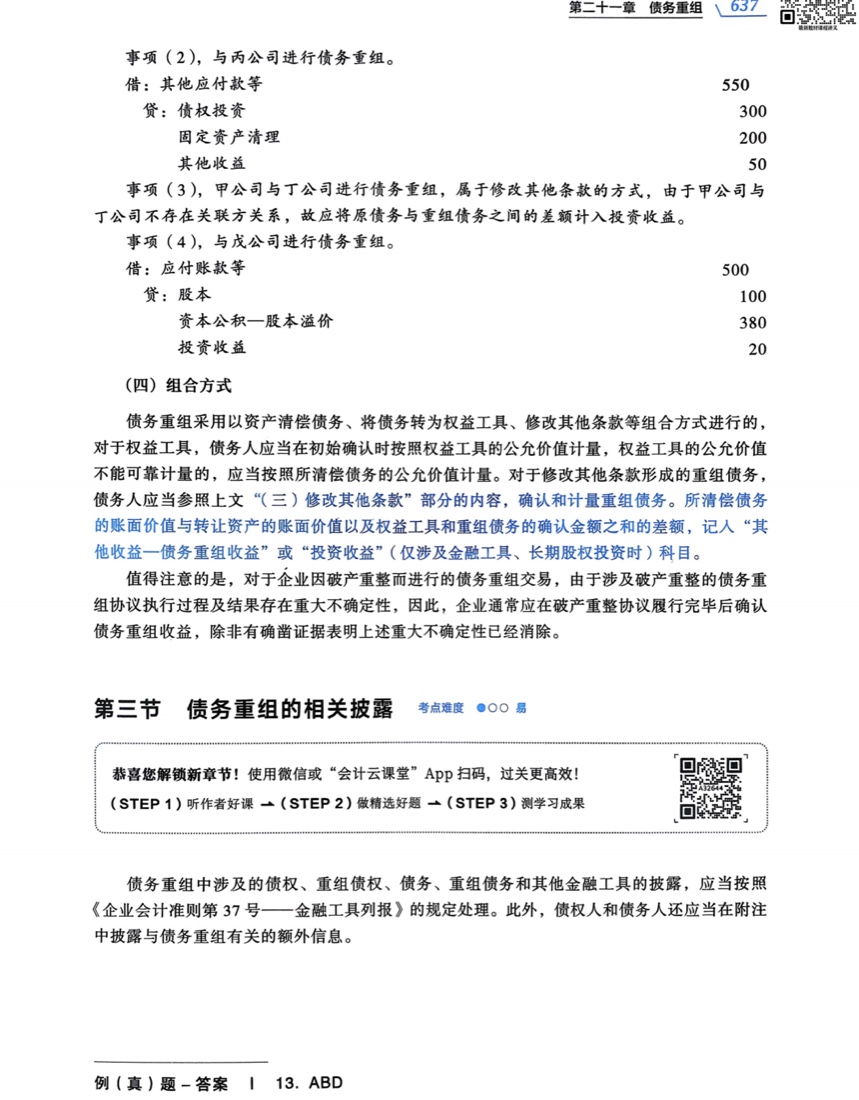 第二十一章 债务重组 637
事项（2），与丙公司进行债务重组。
借：其他应付款等 550
贷：债权投资 300
固定资产清理 200
其他收益 50
事项（3），甲公司与丁公司进行债务重组，属于修改其他条款的方式，由于甲公司与
丁公司不存在关联方关系，故应将原债务与重组债务之间的差额计入投资收益。
事项（4），与戊公司进行债务重组。
借：应付账款等 500
贷：股本 100
资本公积—股本溢价 380
投资收益 20
（四）组合方式
债务重组采用以资产清偿债务、将债务转为权益工具、修改其他条款等组合方式进行的，
对于权益工具，债务人应当在初始确认时按照权益工具的公允价值计量，权益工具的公允价值
不能可靠计量的，应当按照所清偿债务的公允价值计量。对于修改其他条款形成的重组债务，
债务人应当参照上文“（三）修改其他条款”部分的内容，确认和计量重组债务。所清偿债务
的账面价值与转让资产的账面价值以及权益工具和重组债务的确认金额之和的差额，记入“其
他收益—债务重组收益”或“投资收益”（仅涉及金融工具、长期股权投资时）科目。
值得注意的是，对于企业因破产重整而进行的债务重组交易，由于涉及破产重整的债务重
组协议执行过程及结果存在重大不确定性，因此，企业通常应在破产重整协议履行完毕后确认
债务重组收益，除非有确凿证据表明上述重大不确定性已经消除。
第三节 债务重组的相关披露 考点难度 ●○○ 易
恭喜您解锁新章节！使用微信或“会计云课堂”App 扫码，过关更高效！
（STEP 1）听作者好课 →（STEP 2）做精选好题 →（STEP 3）测学习成果
A32644
债务重组中涉及的债权、重组债权、债务、重组债务和其他金融工具的披露，应当按照
《企业会计准则第 37 号——金融工具列报》的规定处理。此外，债权人和债务人还应当在附注
中披露与债务重组有关的额外信息。
例（真）题－答案 | 13. ABD